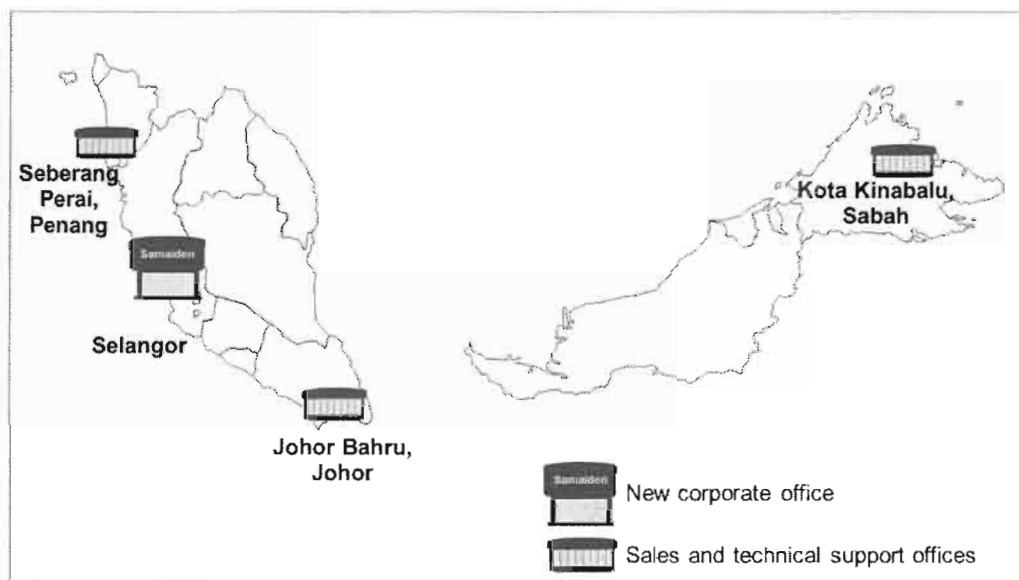 Seberang
Perai,
Penang
Samaiden
Selangor
Johor Bahru,
Johor
Kota Kinabalu,
Sabah
Samaiden
New corporate office
Sales and technical support offices